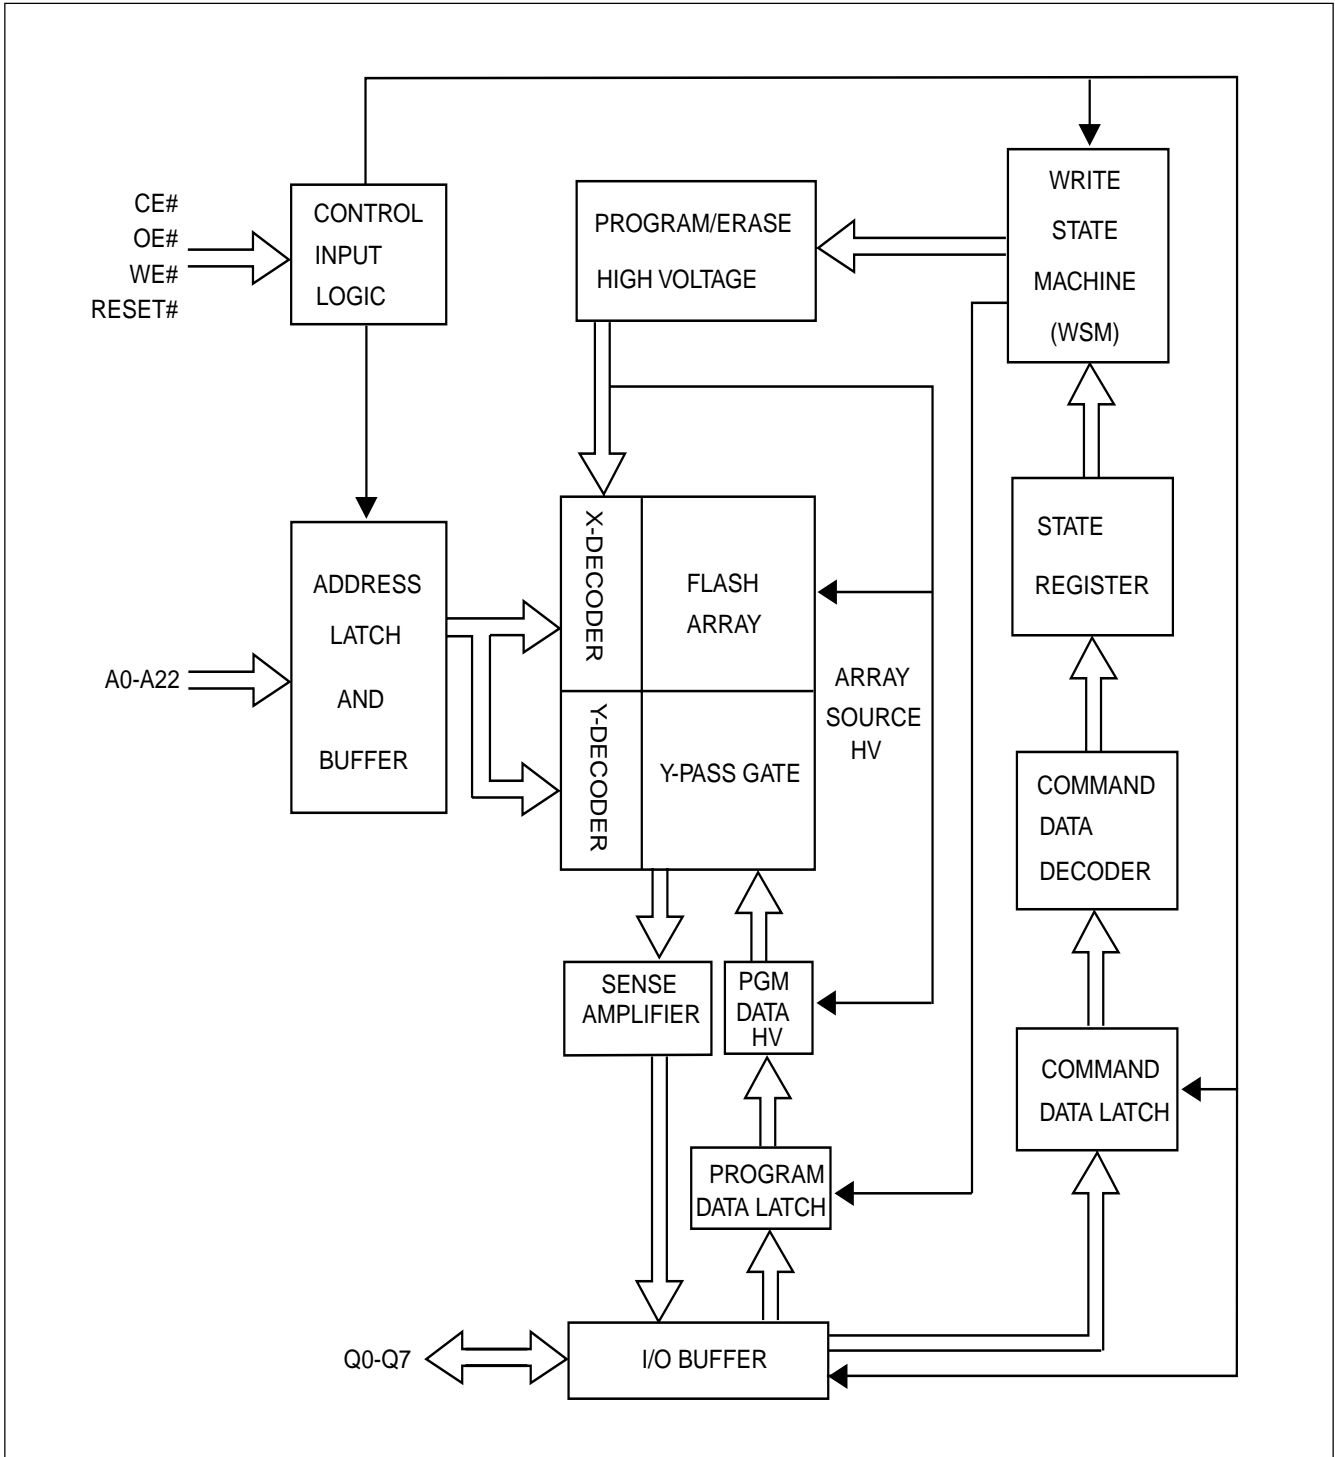 CE#
OE#
WE#
RESET#
CONTROL
INPUT
LOGIC
PROGRAM/ERASE
HIGH VOLTAGE
WRITE
STATE
MACHINE
(WSM)
STATE
REGISTER
A0-A22
ADDRESS
LATCH
AND
BUFFER
X-DECODER
FLASH
ARRAY
Y-DECODER
Y-PASS GATE
ARRAY
SOURCE
HV
COMMAND
DATA
DECODER
SENSE
AMPLIFIER
PGM
DATA
HV
COMMAND
DATA LATCH
PROGRAM
DATA LATCH
Q0-Q7
I/O BUFFER